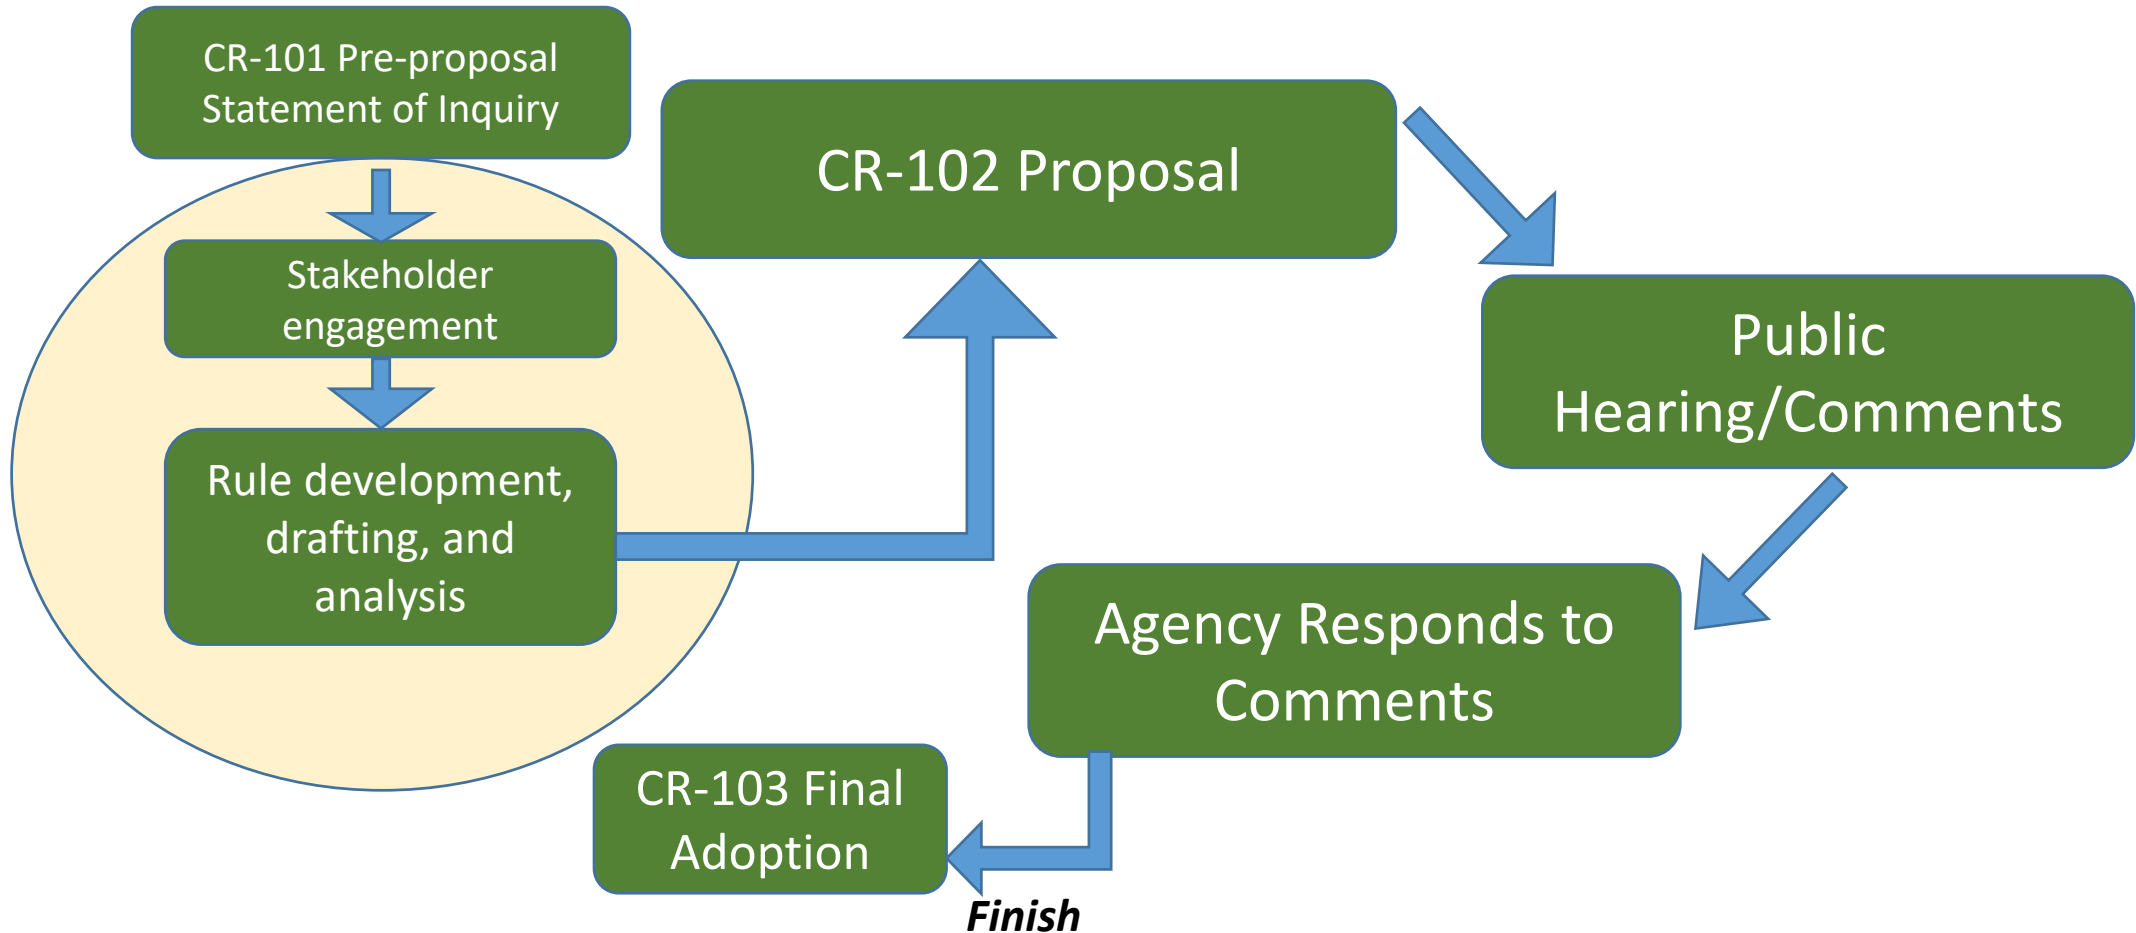 CR-101 Pre-proposal
Statement of Inquiry
Stakeholder
engagement
Rule development,
drafting, and
analysis
CR-102 Proposal
Public
Hearing/Comments
Agency Responds to
Comments
CR-103 Final
Adoption
Finish